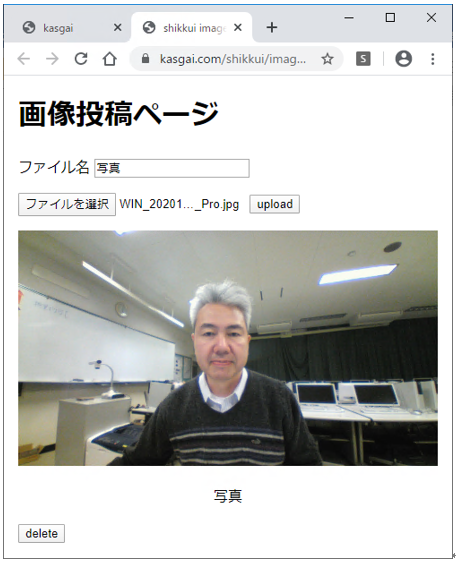 kasgai
shikkui imag
kasgai.com/shikkui/imag...
S
画像投稿ページ
ファイル名 写真
ファイルを選択 WIN_20201..._Pro.jpg upload
写真
delete